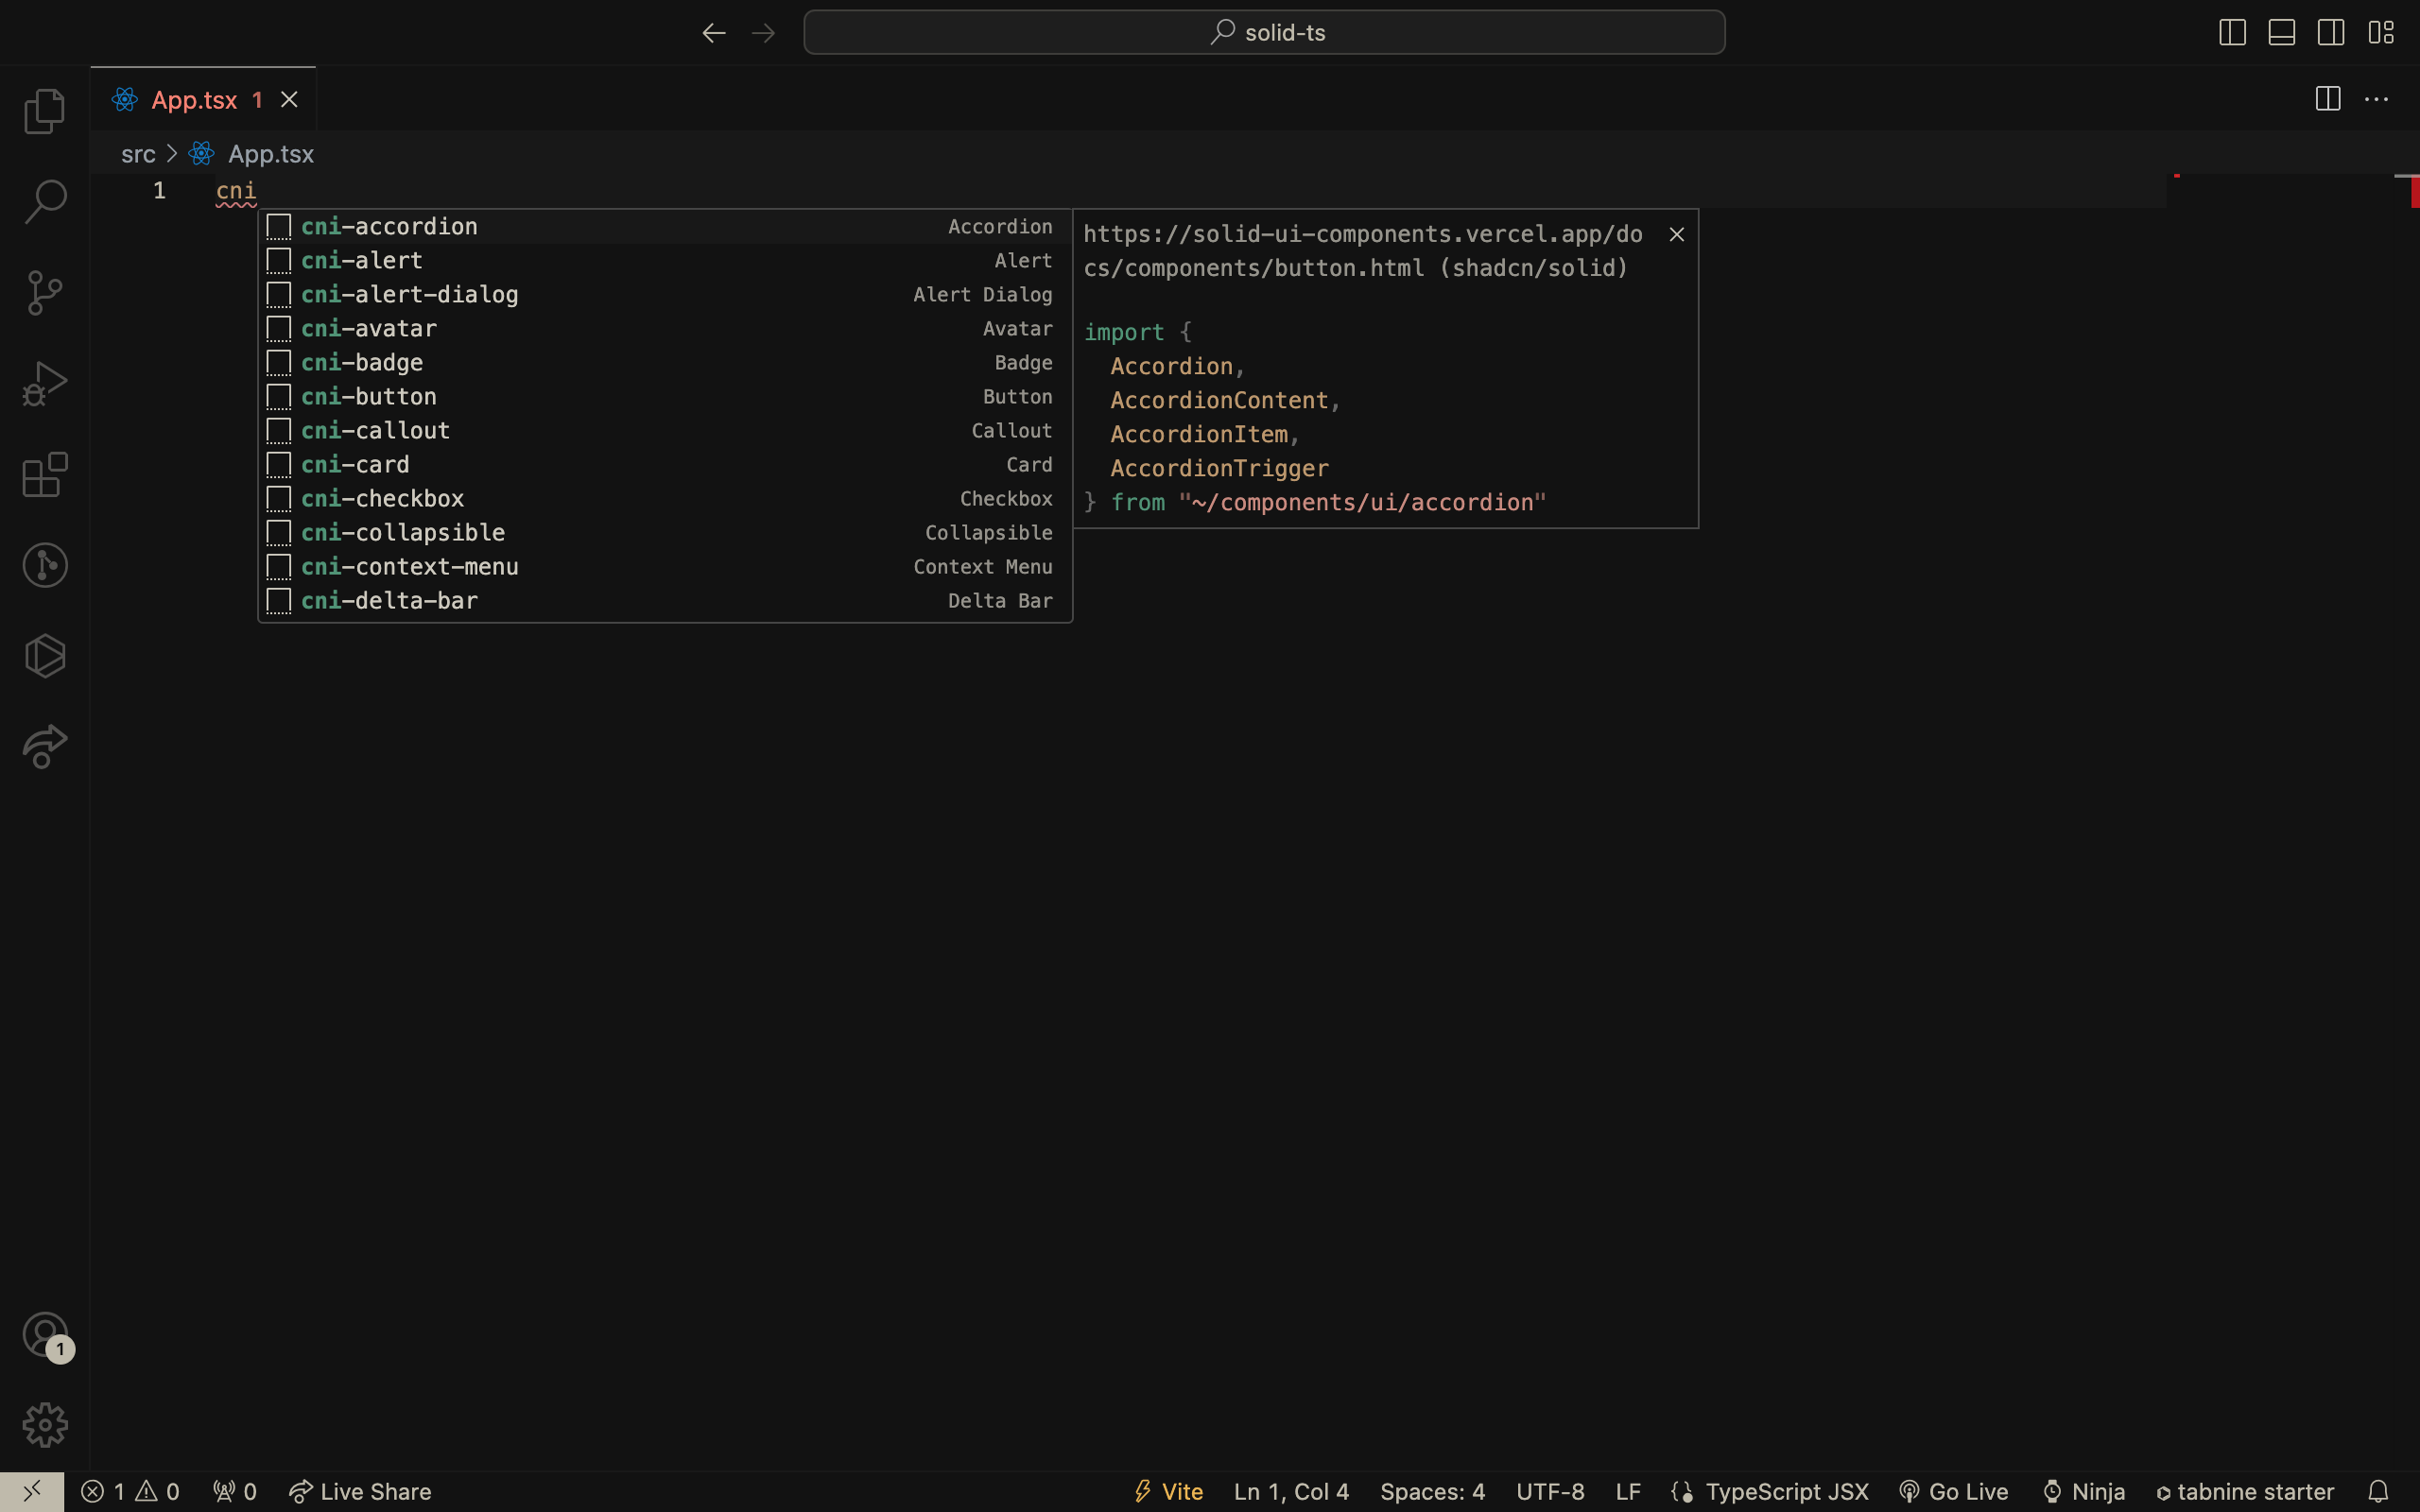 solid-ts
App.tsx 1
src > App.tsx
1 cni
cni-accordion Accordion
cni-alert Alert
cni-alert-dialog Alert Dialog
cni-avatar Avatar
cni-badge Badge
cni-button Button
cni-callout Callout
cni-card Card
cni-checkbox Checkbox
cni-collapsible Collapsible
cni-context-menu Context Menu
cni-delta-bar Delta Bar
https://solid-ui-components.vercel.app/do
cs/components/button.html (shadcn/solid)
import {
  Accordion,
  AccordionContent,
  AccordionItem,
  AccordionTrigger
} from "~/components/ui/accordion"
1
1 0 0 Live Share Vite Ln 1, Col 4 Spaces: 4 UTF-8 LF TypeScript JSX Go Live Ninja tabnine starter